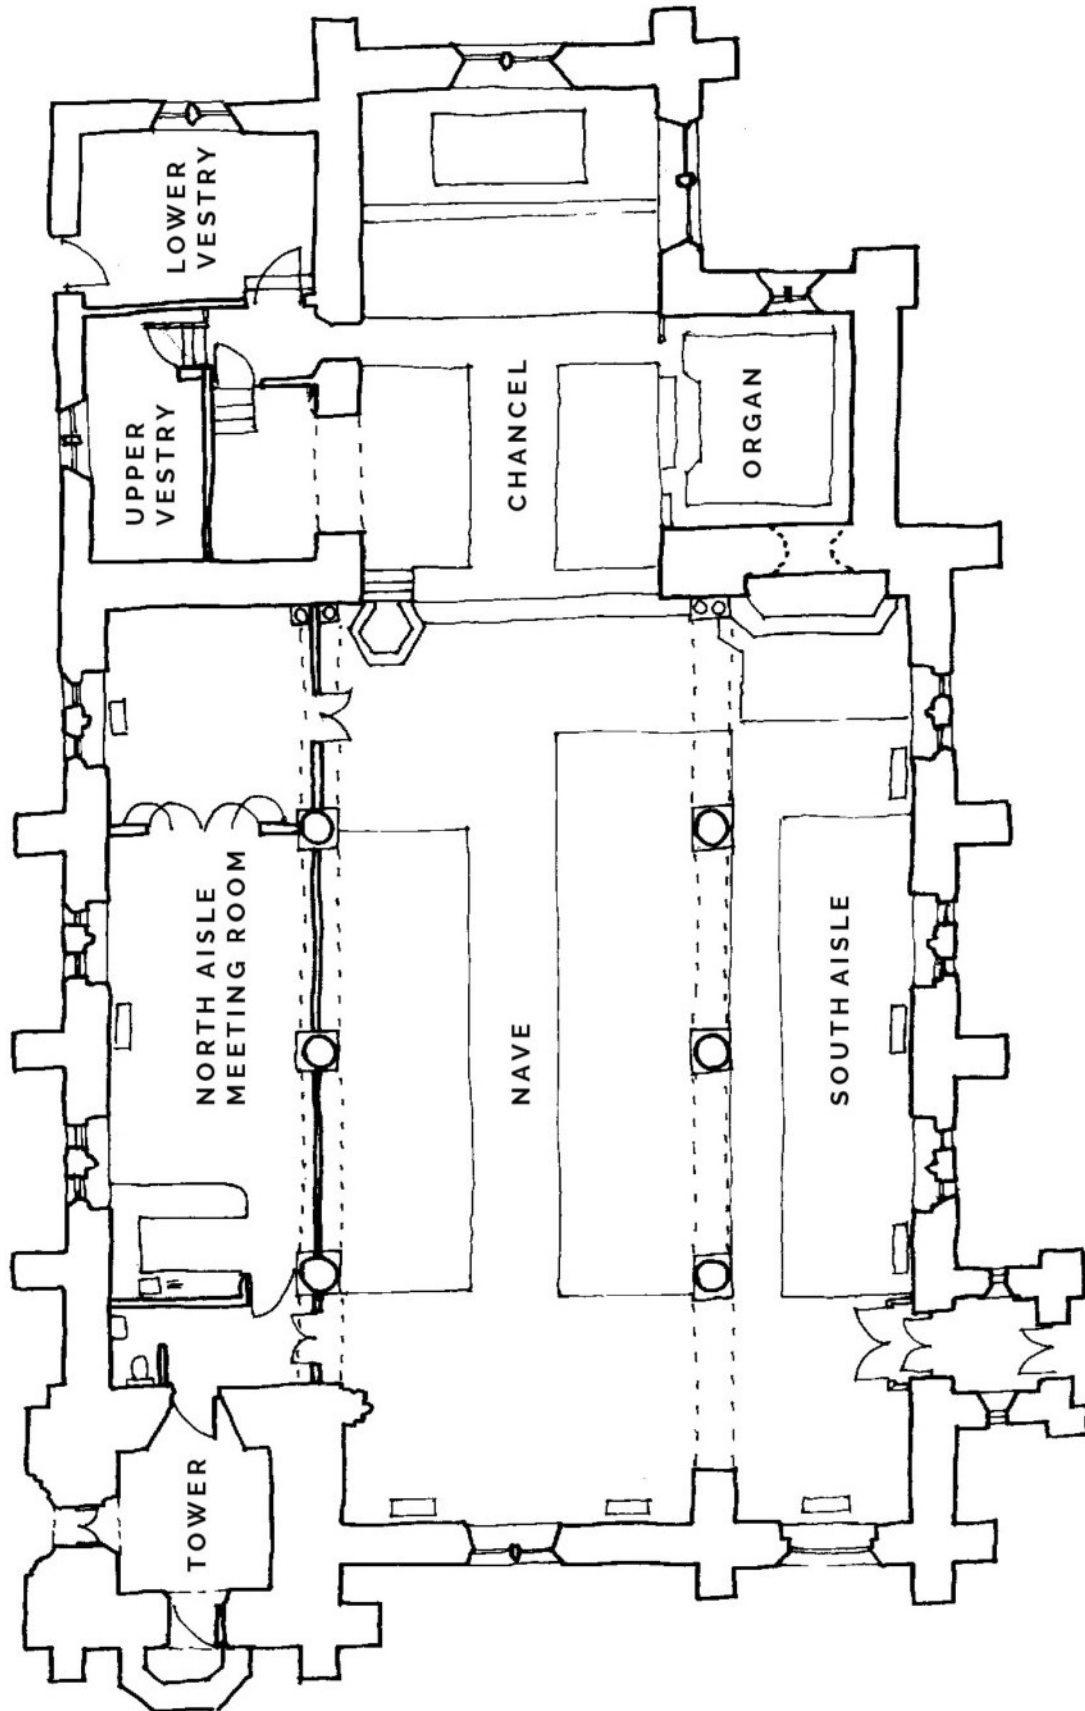 LOWER
VESTRY
UPPER
VESTRY
CHANCEL
ORGAN
NORTH AISLE
MEETING ROOM
NAVE
SOUTH AISLE
TOWER